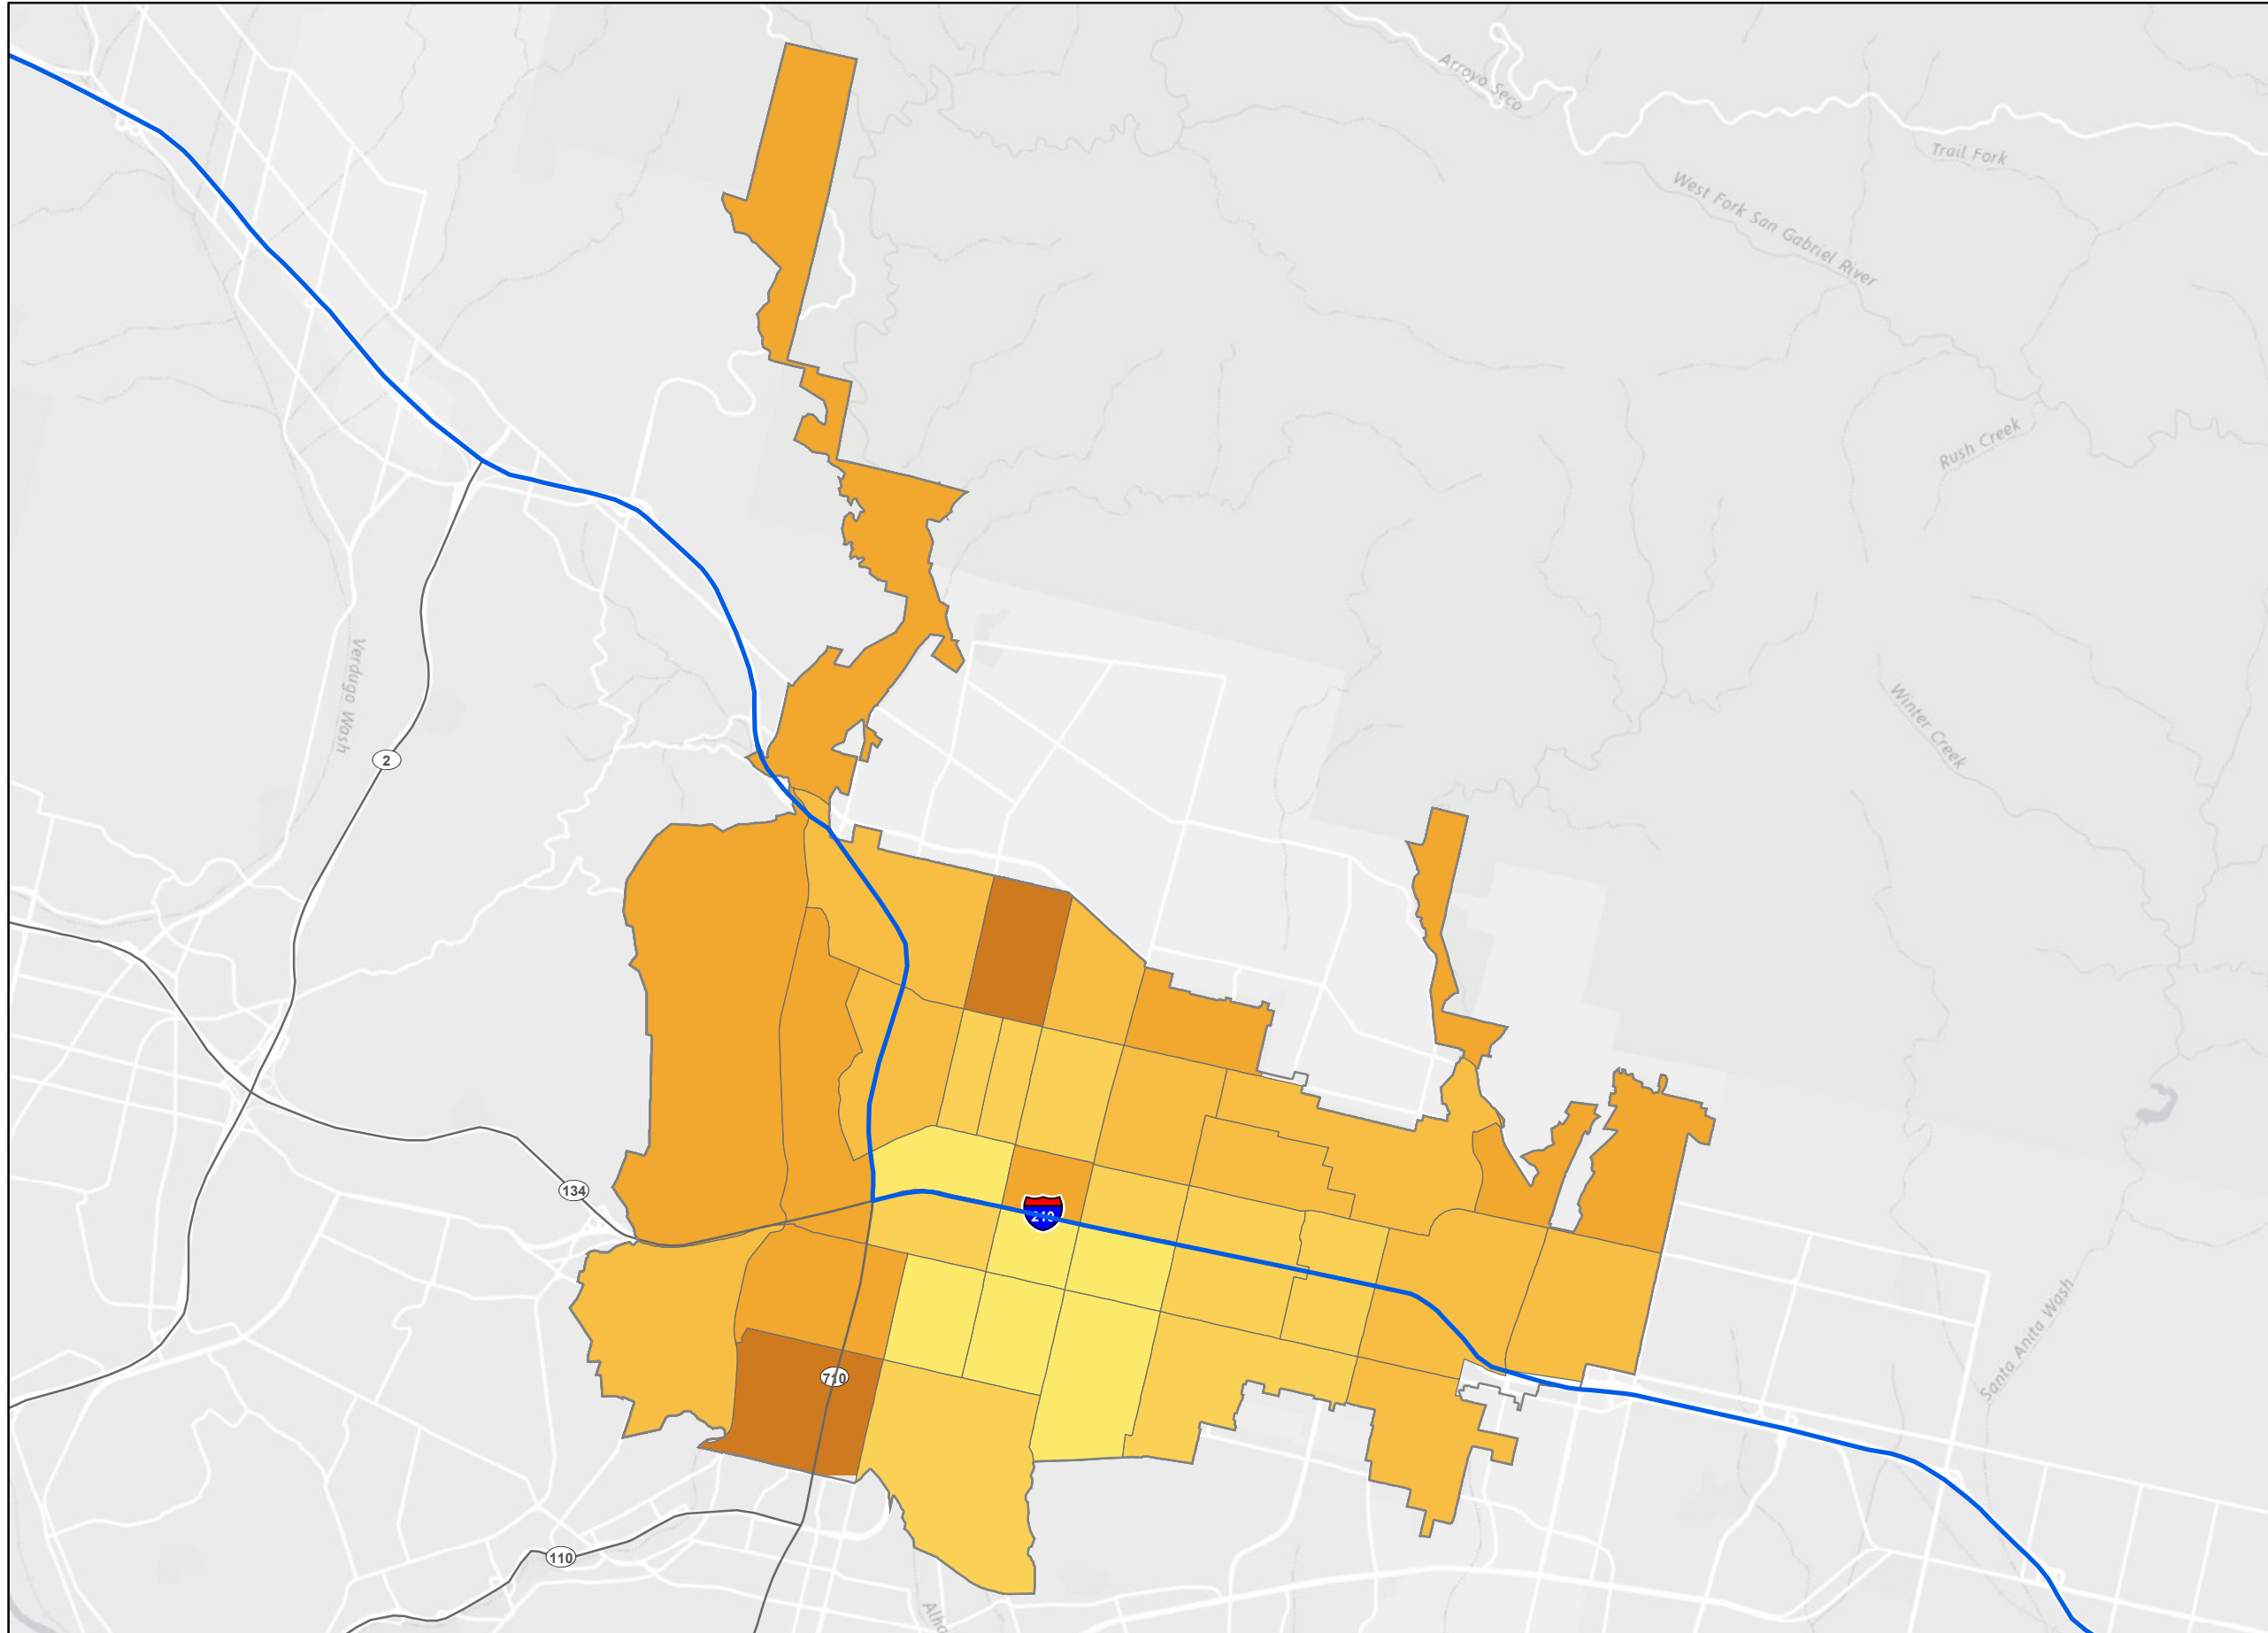 Arroyo Seco
Trail Fork
West Fork San Gabriel River
Rush Creek
Verdugo Wash
Winter Creek
2
134
210
Santa Anita Wash
710
110
Alha